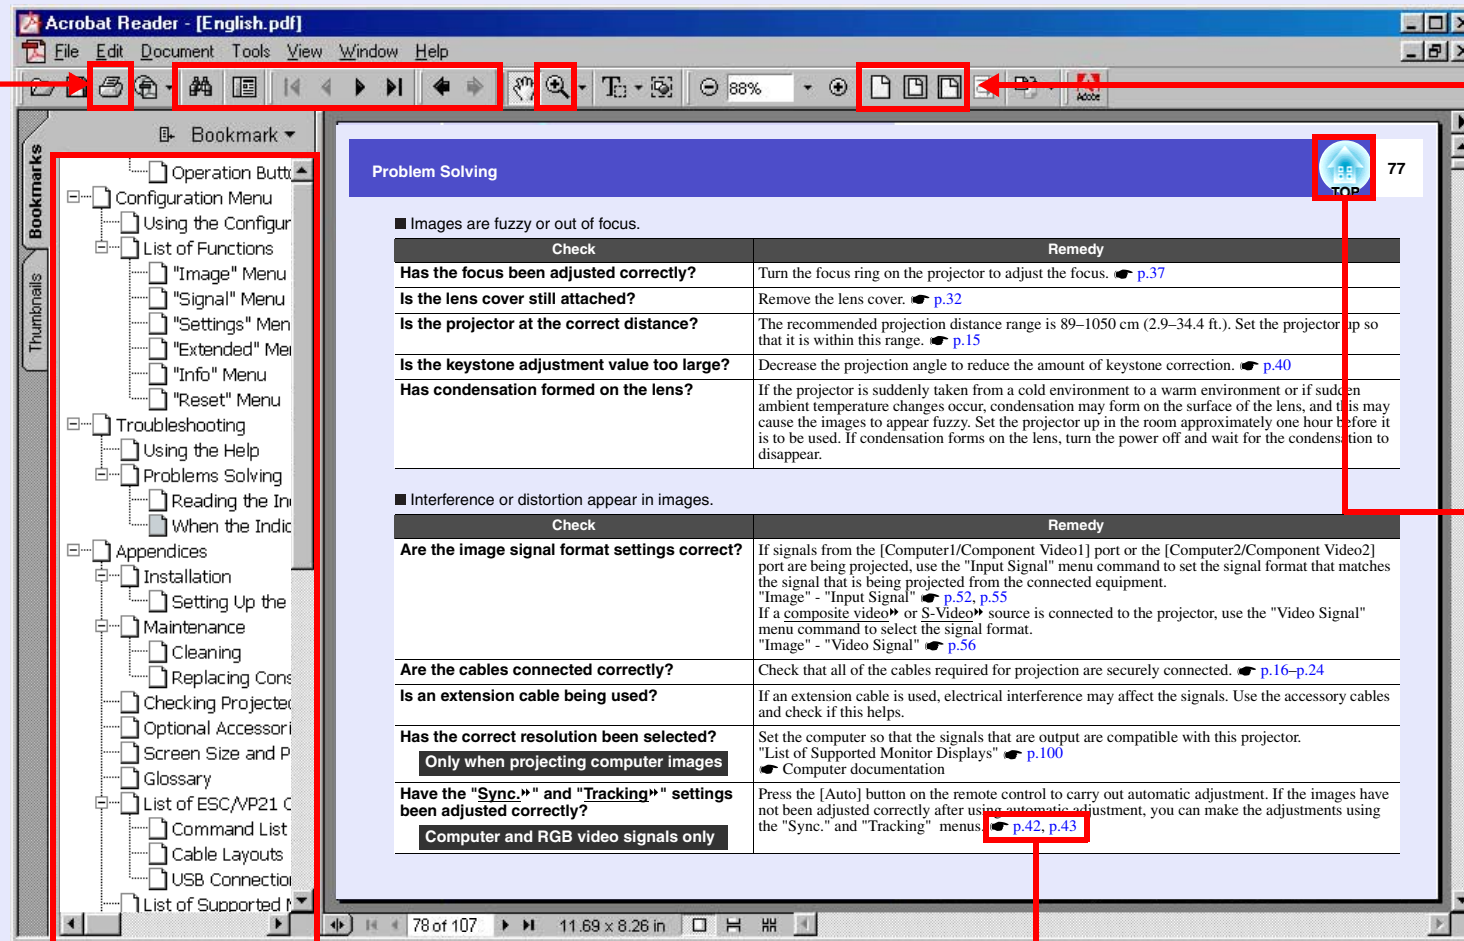 Acrobat Reader - [English.pdf]
File Edit Document Tools View Window Help
88%
Adobe
Bookmarks
Thumbnails
Bookmark
Operation Butt
Configuration Menu
Using the Configur
List of Functions
"Image" Menu
"Signal" Menu
"Settings" Men
"Extended" Me
"Info" Menu
"Reset" Menu
Troubleshooting
Using the Help
Problems Solving
Reading the In
When the Indic
Appendices
Installation
Setting Up the
Maintenance
Cleaning
Replacing Cons
Checking Projected
Optional Accessori
Screen Size and P
Glossary
List of ESC/VP21 C
Command List
Cable Layouts
USB Connection
List of Supported M
Problem Solving
TOP
77
■ Images are fuzzy or out of focus.
Check Remedy
Has the focus been adjusted correctly? Turn the focus ring on the projector to adjust the focus. ☛ p.37
Is the lens cover still attached? Remove the lens cover. ☛ p.32
Is the projector at the correct distance? The recommended projection distance range is 89–1050 cm (2.9–34.4 ft.). Set the projector up so
that it is within this range. ☛ p.15
Is the keystone adjustment value too large? Decrease the projection angle to reduce the amount of keystone correction. ☛ p.40
Has condensation formed on the lens? If the projector is suddenly taken from a cold environment to a warm environment or if sudden
ambient temperature changes occur, condensation may form on the surface of the lens, and this may
cause the images to appear fuzzy. Set the projector up in the room approximately one hour before it
is to be used. If condensation forms on the lens, turn the power off and wait for the condensation to
disappear.
■ Interference or distortion appear in images.
Check Remedy
Are the image signal format settings correct? If signals from the [Computer1/Component Video1] port or the [Computer2/Component Video2]
port are being projected, use the "Input Signal" menu command to set the signal format that matches
the signal that is being projected from the connected equipment.
"Image" - "Input Signal" ☛ p.52, p.55
If a composite video or S-Video source is connected to the projector, use the "Video Signal"
menu command to select the signal format.
"Image" - "Video Signal" ☛ p.56
Are the cables connected correctly? Check that all of the cables required for projection are securely connected. ☛ p.16–p.24
Is an extension cable being used? If an extension cable is used, electrical interference may affect the signals. Use the accessory cables
and check if this helps.
Has the correct resolution been selected? Set the computer so that the signals that are output are compatible with this projector.
Only when projecting computer images "List of Supported Monitor Displays" ☛ p.100
☛ Computer documentation
Have the "Sync." and "Tracking" settings Press the [Auto] button on the remote control to carry out automatic adjustment. If the images have
been adjusted correctly? not been adjusted correctly after using automatic adjustment, you can make the adjustments using
Computer and RGB video signals only the "Sync." and "Tracking" menus. ☛ p.42, p.43
78 of 107 11.69 × 8.26 in